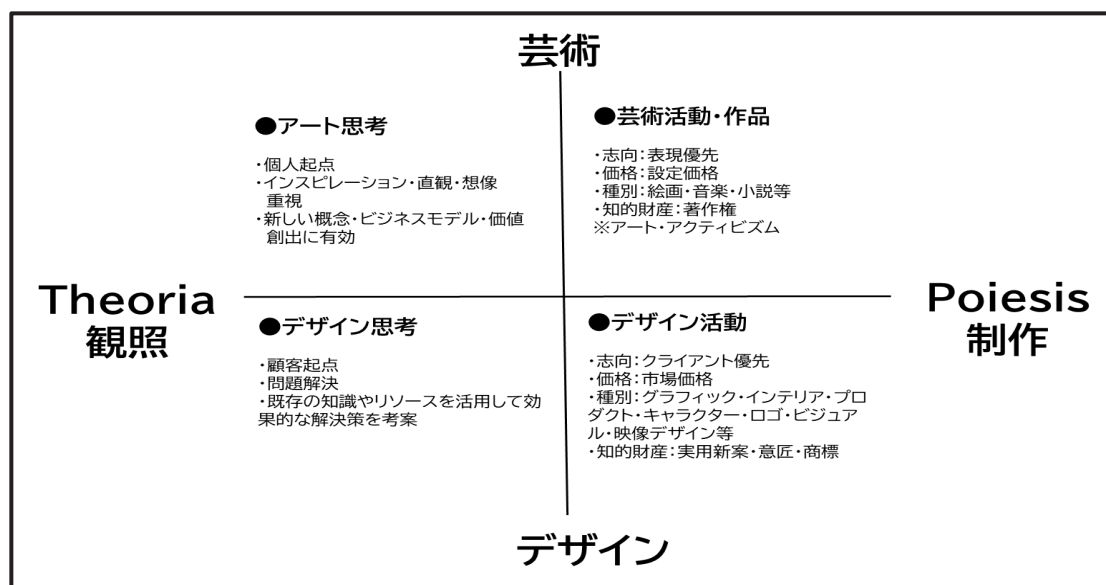 芸術
●アート思考
・個人起点
・インスピレーション・直観・想像
重視
・新しい概念・ビジネスモデル・価値
創出に有効
●芸術活動・作品
・志向：表現優先
・価格：設定価格
・種別：絵画・音楽・小説等
・知的財産：著作権
※アート・アクティビズム
Theoria
観照
Poiesis
制作
●デザイン思考
・顧客起点
・問題解決
・既存の知識やリソースを活用して効
果的な解決策を考案
●デザイン活動
・志向：クライアント優先
・価格：市場価格
・種別：グラフィック・インテリア・プロ
ダクト・キャラクター・ロゴ・ビジュア
ル・映像デザイン等
・知的財産：実用新案・意匠・商標
デザイン